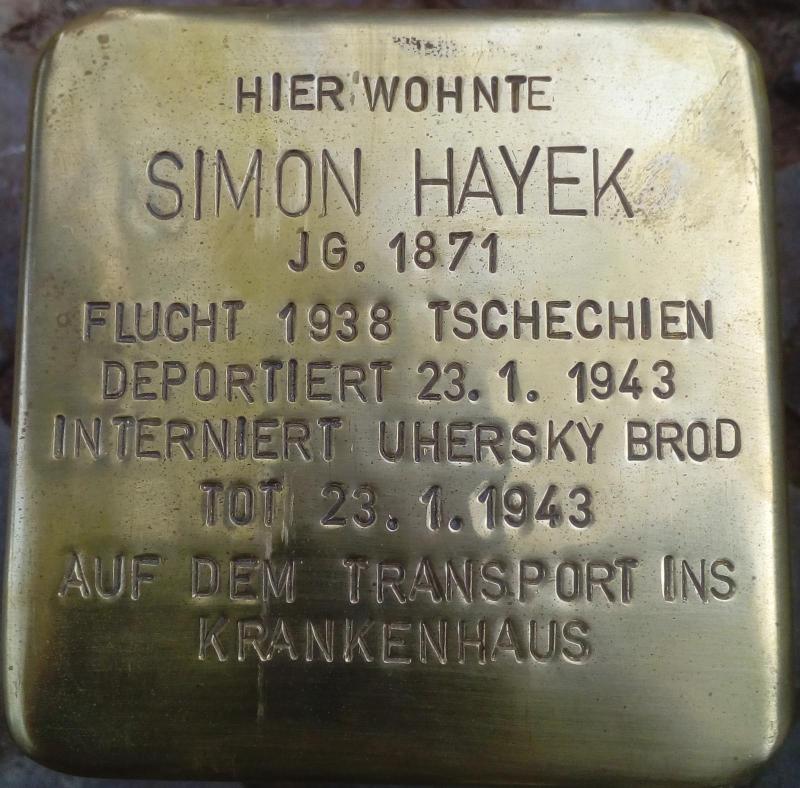 HIER WOHNTE
SIMON HAYEK
JG. 1871
FLUCHT 1938 TSCHECHIEN
DEPORTIERT 23.1.1943
INTERNIERT UHERSKY BROD
TOT 23.1.1943
AUF DEM TRANSPORT INS
KRANKENHAUS